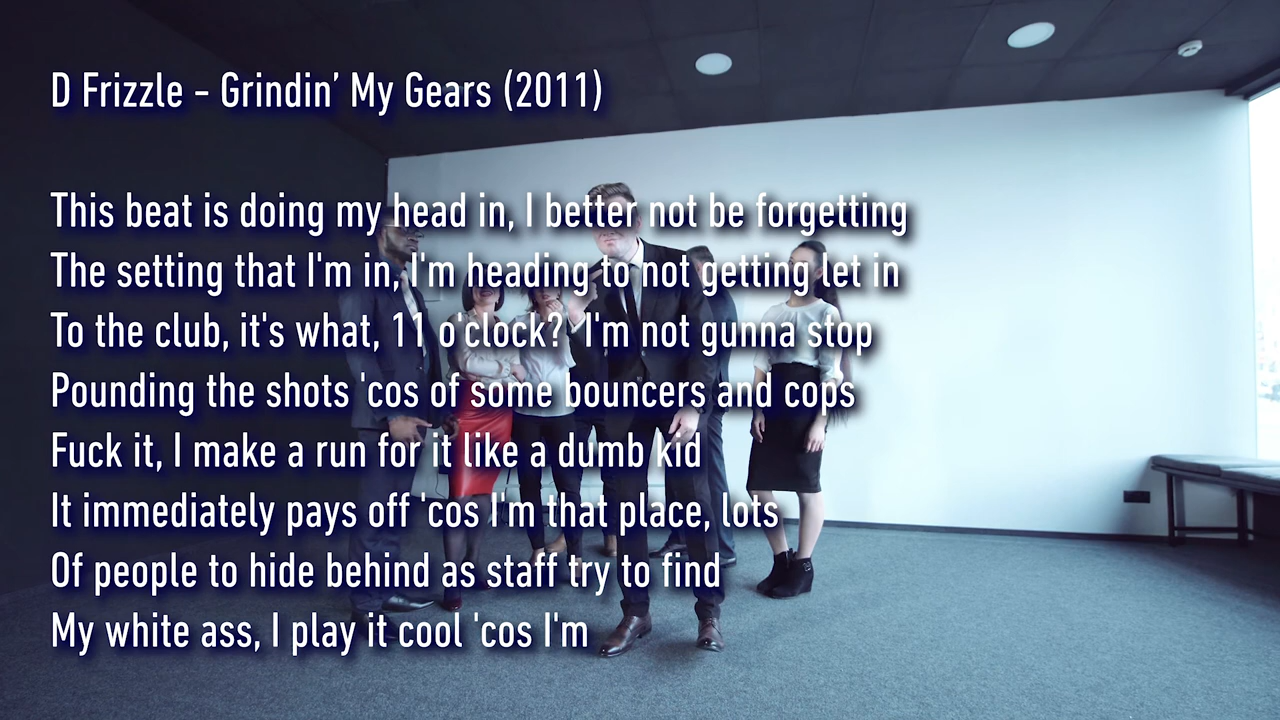 D Frizzle - Grindin’ My Gears (2011)
This beat is doing my head in, I better not be forgetting
The setting that I'm in, I'm heading to not getting let in
To the club, it's what, 11 o'clock?  I'm not gunna stop
Pounding the shots 'cos of some bouncers and cops
Fuck it, I make a run for it like a dumb kid
It immediately pays off 'cos I'm that place, lots
Of people to hide behind as staff try to find
My white ass, I play it cool 'cos I'm